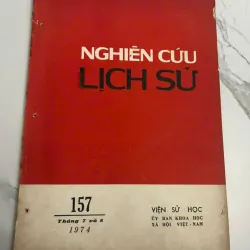 NGHIÊN CỨU
LỊCH SỬ
157
Tháng 7 và 8
1974
VIỆN SỬ HỌC
ỦY BAN KHOA HỌC
XÃ HỘI VIỆT-NAM